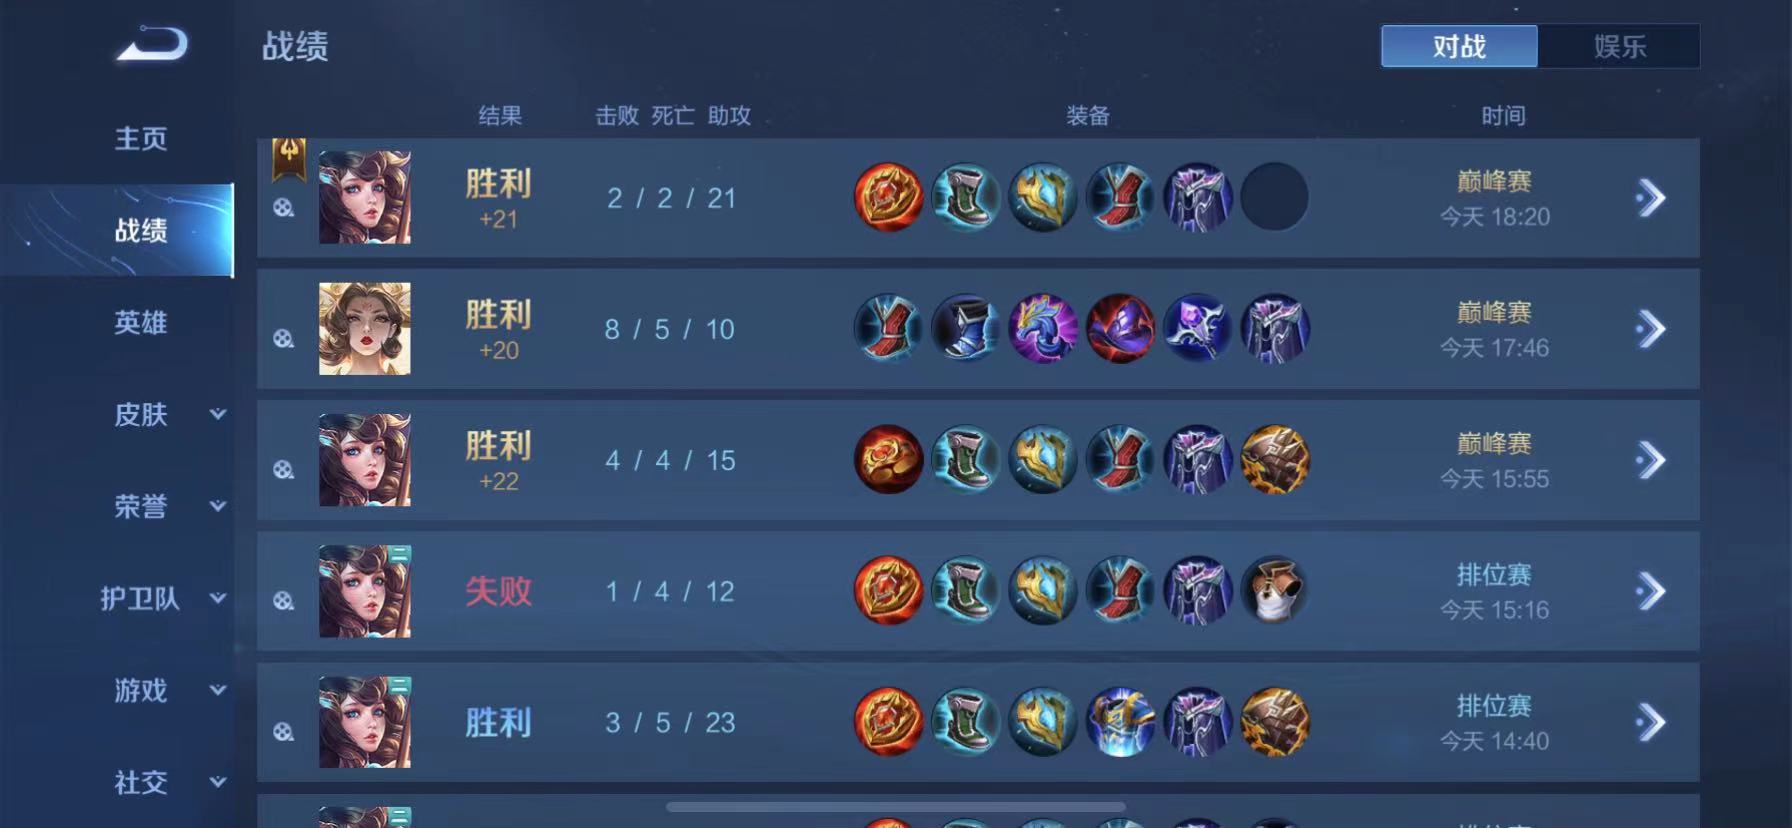 战绩
对战
娱乐
主页
战绩
英雄
皮肤
荣誉
护卫队
游戏
社交
结果
击败 死亡 助攻
装备
时间
胜利
+21
2 / 2 / 21
巅峰赛
今天 18:20
胜利
+20
8 / 5 / 10
巅峰赛
今天 17:46
胜利
+22
4 / 4 / 15
巅峰赛
今天 15:55
二
失败
1 / 4 / 12
排位赛
今天 15:16
二
胜利
3 / 5 / 23
排位赛
今天 14:40
二